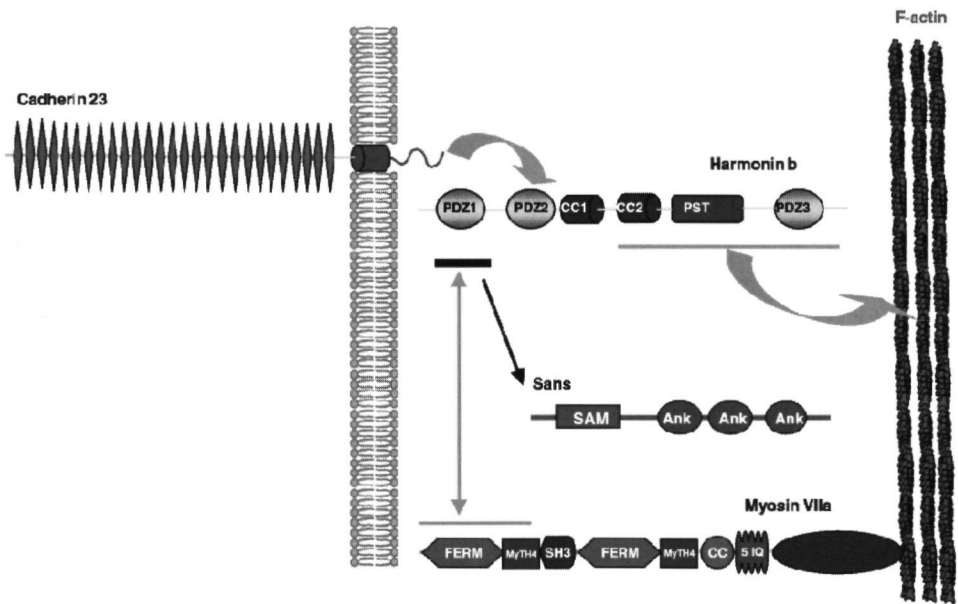 F-actin
Cadherin 23
Harmonin b
PDZ1 PDZ2 CC1 CC2 PST PDZ3
Sans
SAM Ank Ank Ank
Myosin VIIa
FERM MyTH4 SH3 FERM MyTH4 CC 5 IQ